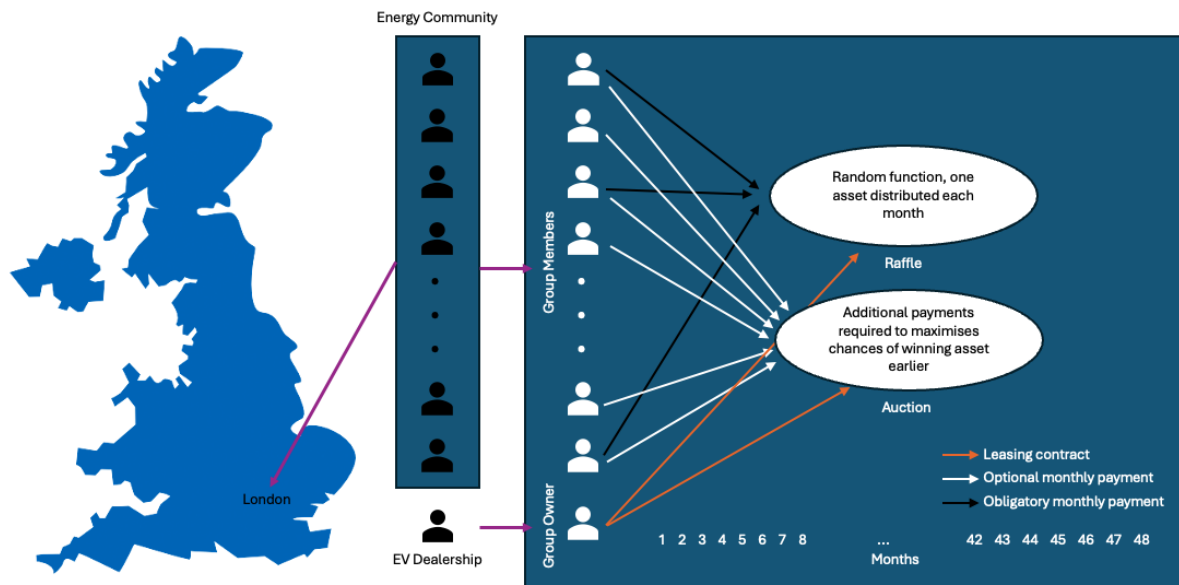 Energy Community
London
EV Dealership
Group Members
Group Owner
Random function, one
asset distributed each
month
Raffle
Additional payments
required to maximises
chances of winning asset
earlier
Auction
Leasing contract
Optional monthly payment
Obligatory monthly payment
1 2 3 4 5 6 7 8 ... 42 43 44 45 46 47 48
Months